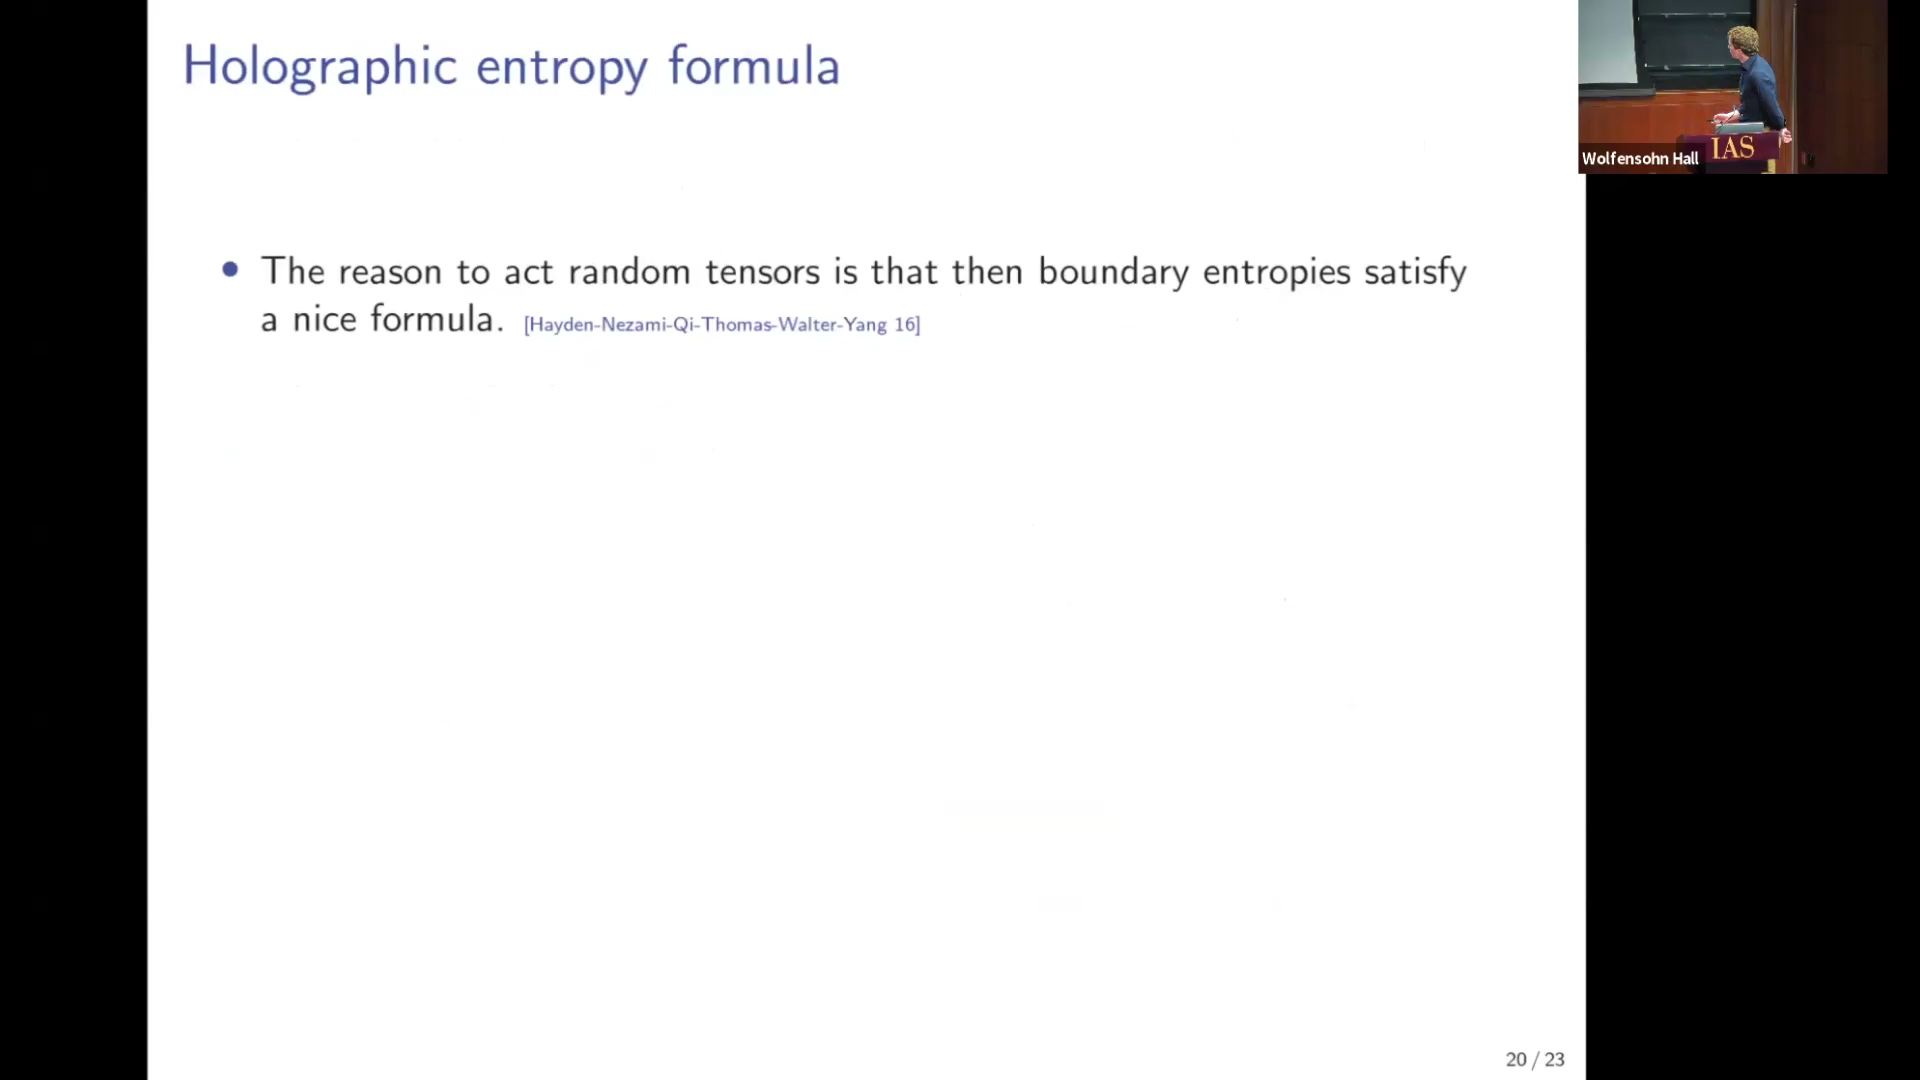 Holographic entropy formula
• The reason to act random tensors is that then boundary entropies satisfy
a nice formula. [Hayden-Nezami-Qi-Thomas-Walter-Yang 16]
20 / 23
Wolfensohn Hall
IAS